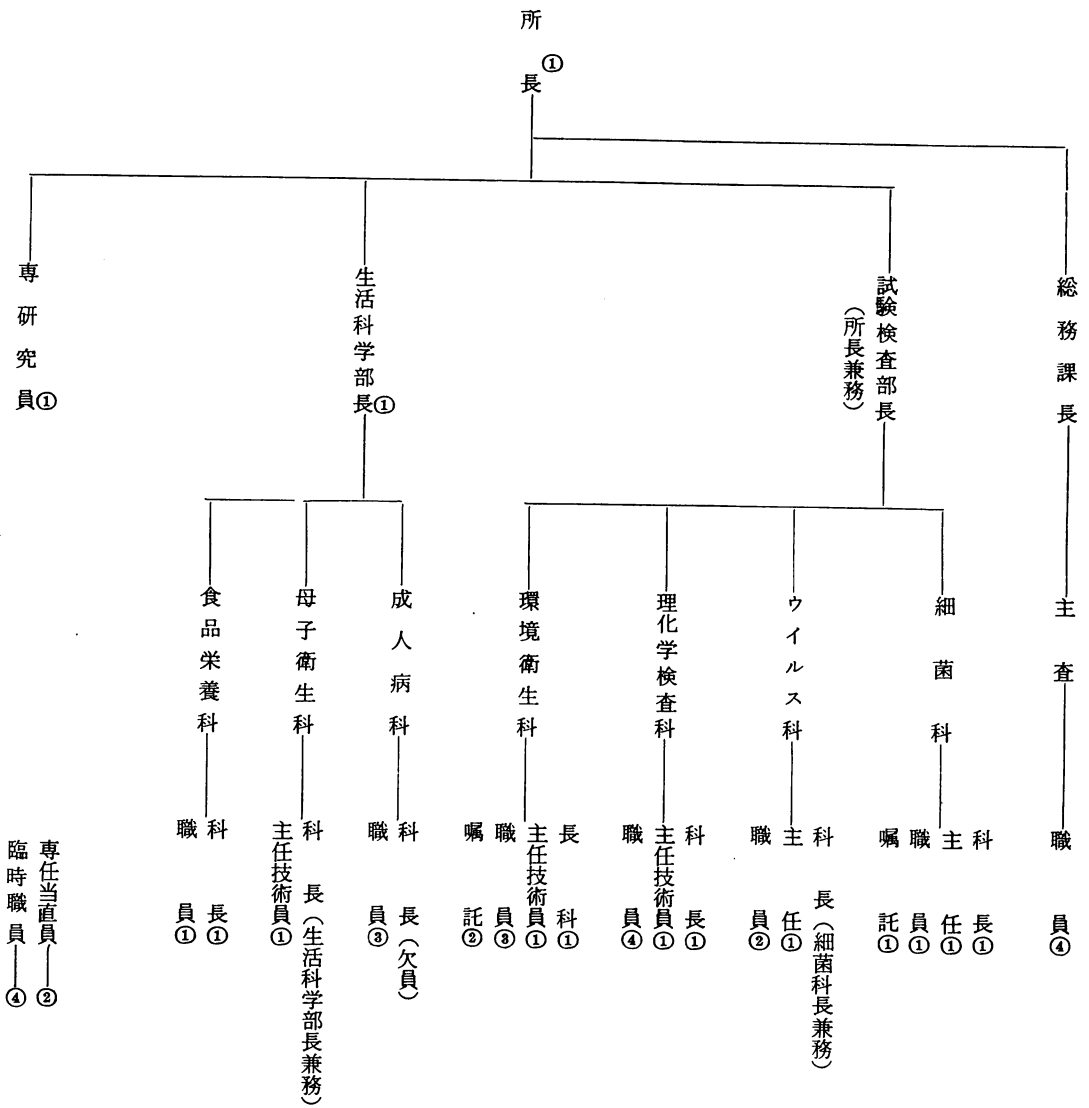 所長①
総務課長
主査
職員④
試験検査部長
（所長兼務）
細菌科
科長①
主任①
職員①
嘱託①
ウイルス科
科長（細菌科長兼務）
主任①
職員②
理化学検査科
科長①
主任技術員①
職員④
環境衛生科
長科①
主任技術員①
職員③
嘱託②
生活科学部長①
成人病科
科長（欠員）
職員③
母子衛生科
科長（生活科学部長兼務）
主任技術員①
食品栄養科
科長①
職員①
専研究員①
専任当直員②
臨時職員④